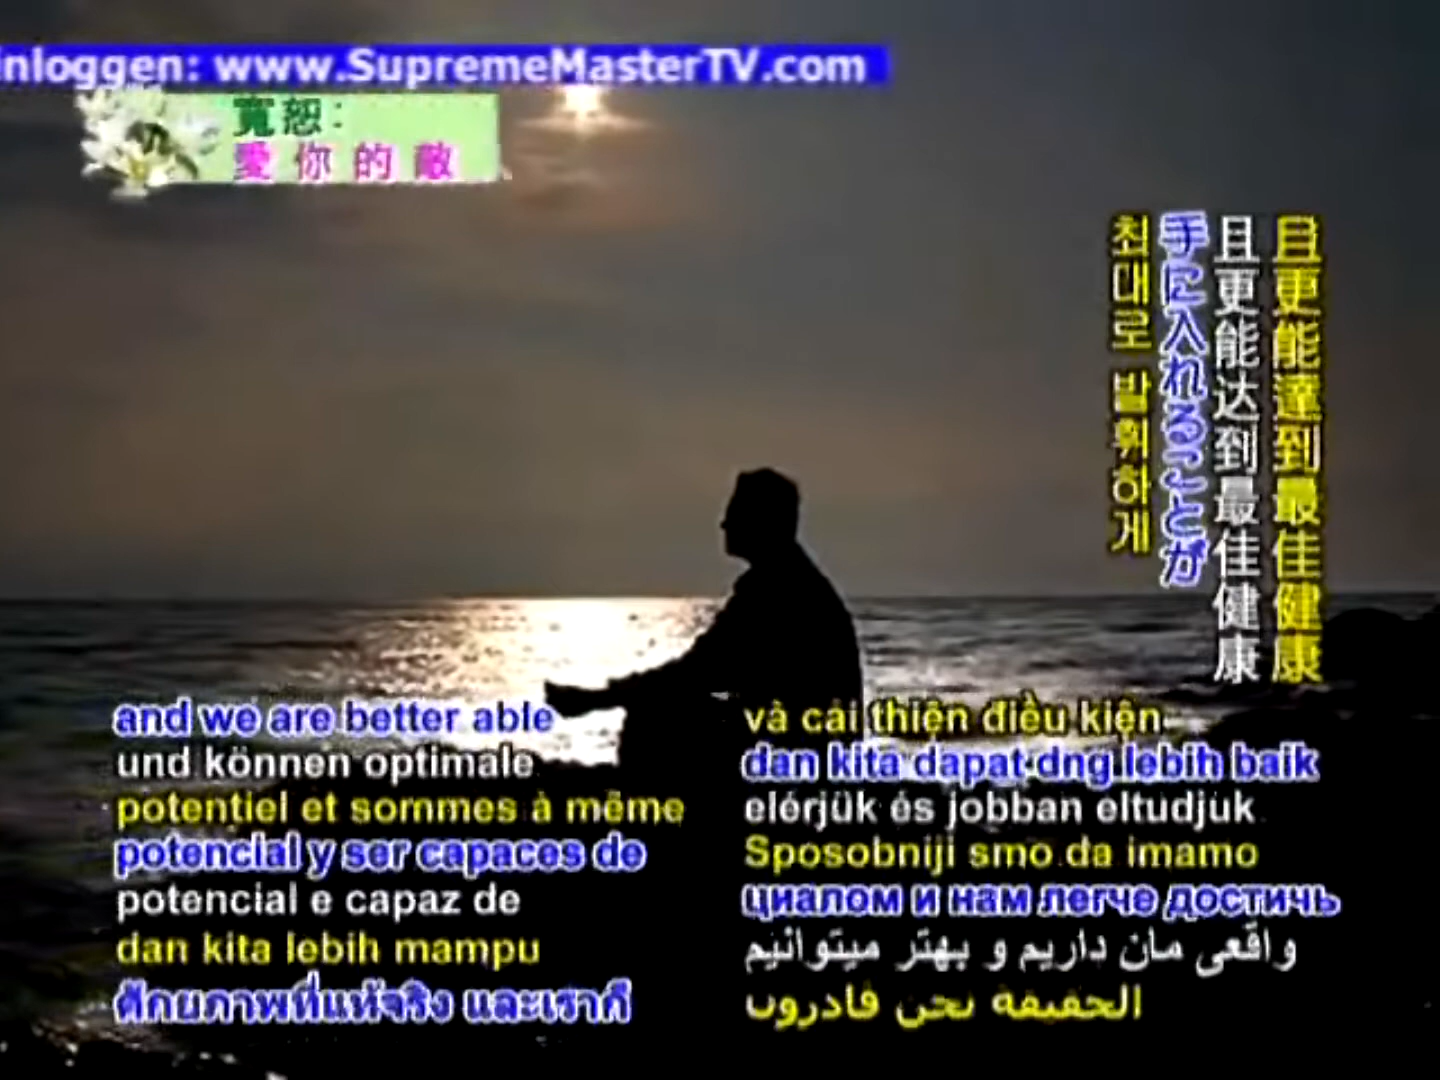 inloggen: www.SupremeMasterTV.com
寬恕:
愛你的敵
且更能達到最佳健康
且更能达到最佳健康
手に入れることが
최대로 발휘하게
and we are better able
und können optimale
potentiel et sommes à même
potencial y ser capaces de
potencial e capaz de
dan kita lebih mampu
ศักยภาพที่แท้จริง และเราก็
và cải thiện điều kiện
dan kita dapat dng lebih baik
elérjük és jobban eltudjuk
Sposobniji smo da imamo
циалом и нам легче достичь
واقعی مان داریم و بهتر میتوانیم
الحقيقة نحن قادرون